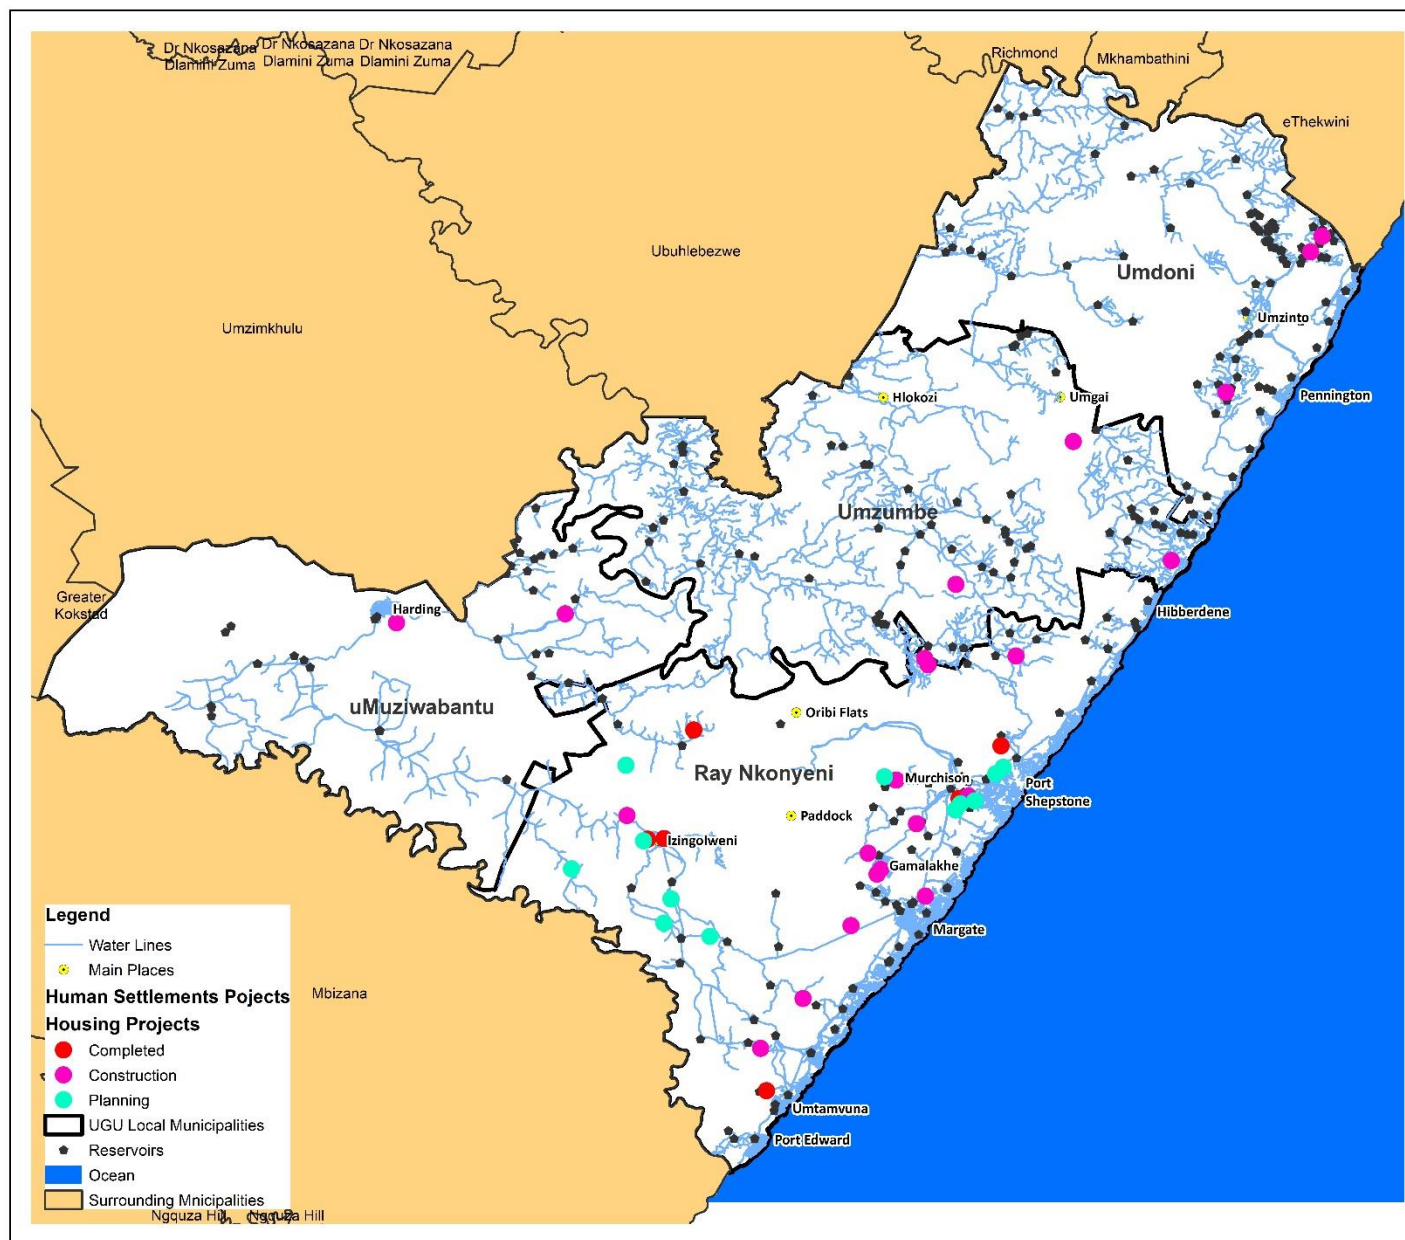 Dr Nkosazana
Dlamini Zuma
Dr Nkosazana
Dlamini Zuma
Dr Nkosazana
Dlamini Zuma
Richmond
Mkhambathini
eThekwini
Ubuhlebezwe
Umdoni
Umzimkhulu
Umzinto
Hlokozi
Umgai
Pennington
Umzumbe
Greater
Kokstad
Harding
Hibberdene
uMuziwabantu
Oribi Flats
Ray Nkonyeni
Murchison
Port
Shepstone
Paddock
Izingolweni
Gamalakhe
Margate
Mbizana
Umtamvuna
Port Edward
Legend
Water Lines
Main Places
Human Settlements Pojects
Housing Projects
Completed
Construction
Planning
UGU Local Municipalities
Reservoirs
Ocean
Surrounding Mnicipalities
Ngquza Hill
Ngquza Hill